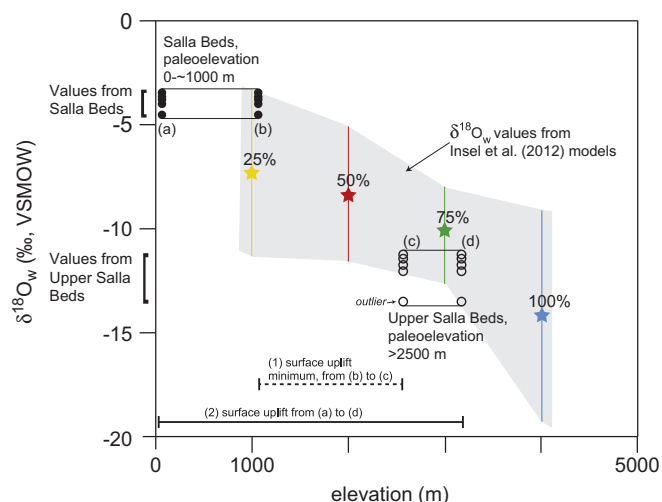 0
Salla Beds,
paleoelevation
0-~1000 m
Values from
Salla Beds
(a)
(b)
-5
δ18Ow values from
Insel et al. (2012) models
25%
50%
75%
100%
-10
(c)
(d)
Values from
Upper Salla
Beds
outlier
Upper Salla Beds,
paleoelevation
>2500 m
-15
(1) surface uplift
minimum, from (b) to (c)
(2) surface uplift from (a) to (d)
-20
δ18Ow (‰, VSMOW)
0
1000
3000
5000
elevation (m)